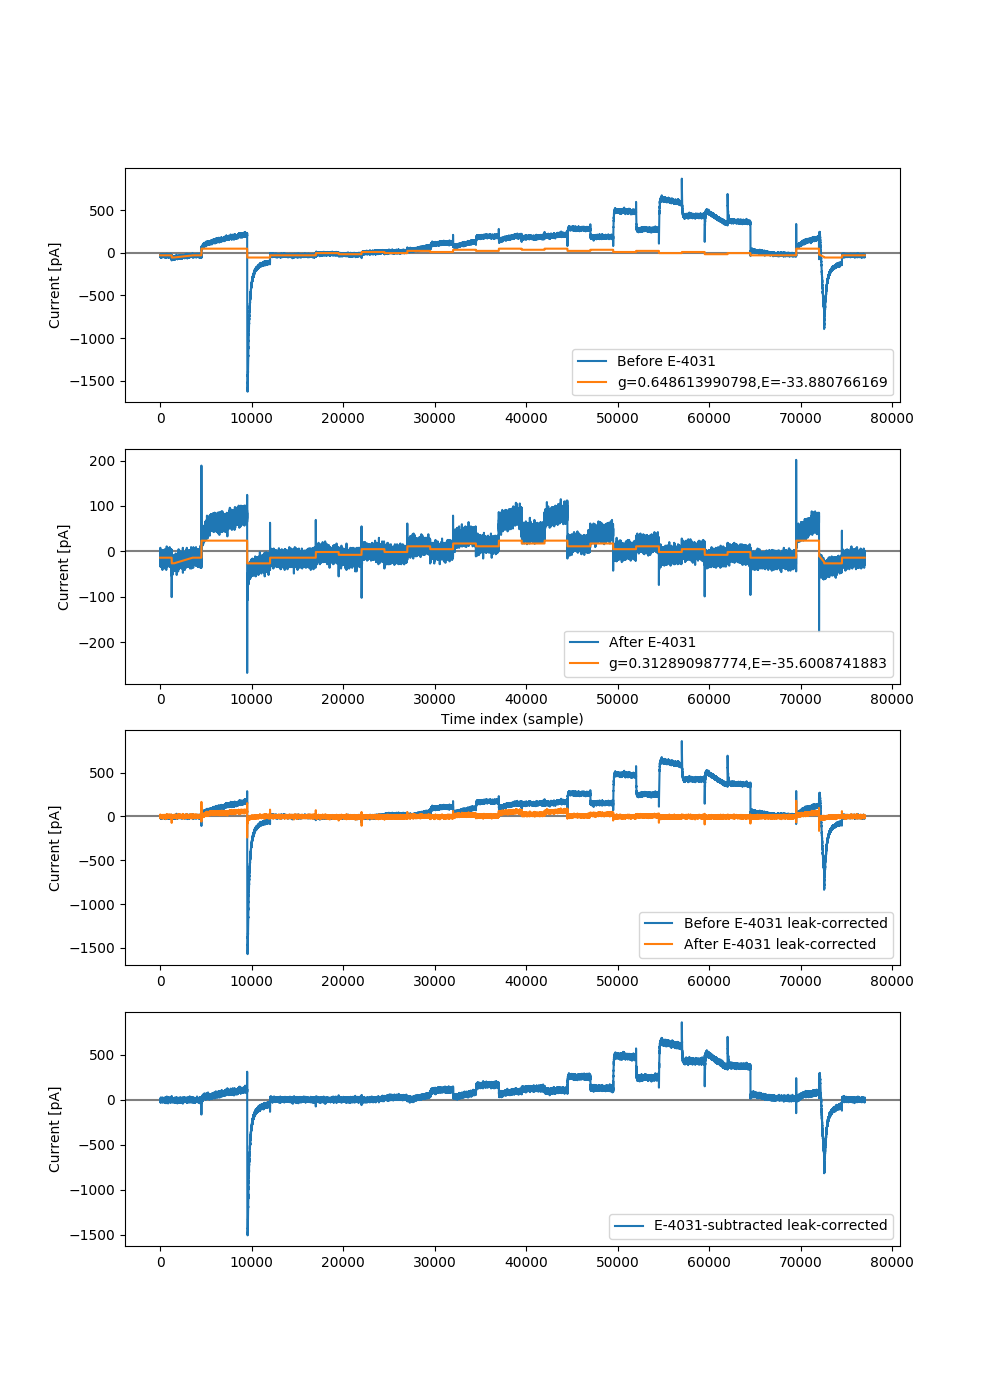 500
0
−500
−1000
−1500
Current [pA]
Before E-4031
g=0.648613990798,E=-33.880766169
0 10000 20000 30000 40000 50000 60000 70000 80000
200
100
0
−100
−200
Current [pA]
After E-4031
g=0.312890987774,E=-35.6008741883
0 10000 20000 30000 40000 50000 60000 70000 80000
Time index (sample)
500
0
−500
−1000
−1500
Current [pA]
Before E-4031 leak-corrected
After E-4031 leak-corrected
0 10000 20000 30000 40000 50000 60000 70000 80000
500
0
−500
−1000
−1500
Current [pA]
E-4031-subtracted leak-corrected
0 10000 20000 30000 40000 50000 60000 70000 80000